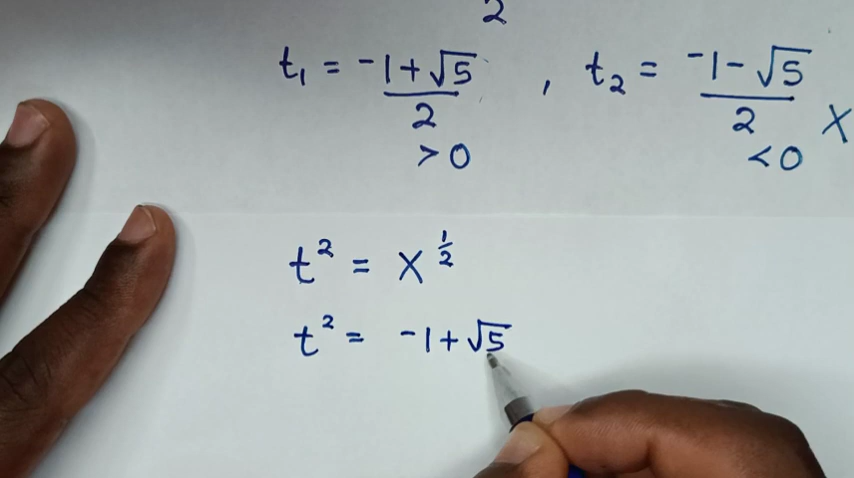 2
t₁ = (-1+√5)/2 , t₂ = (-1-√5)/2 X
> 0 < 0
t² = x^(1/2)
t² = -1+√5